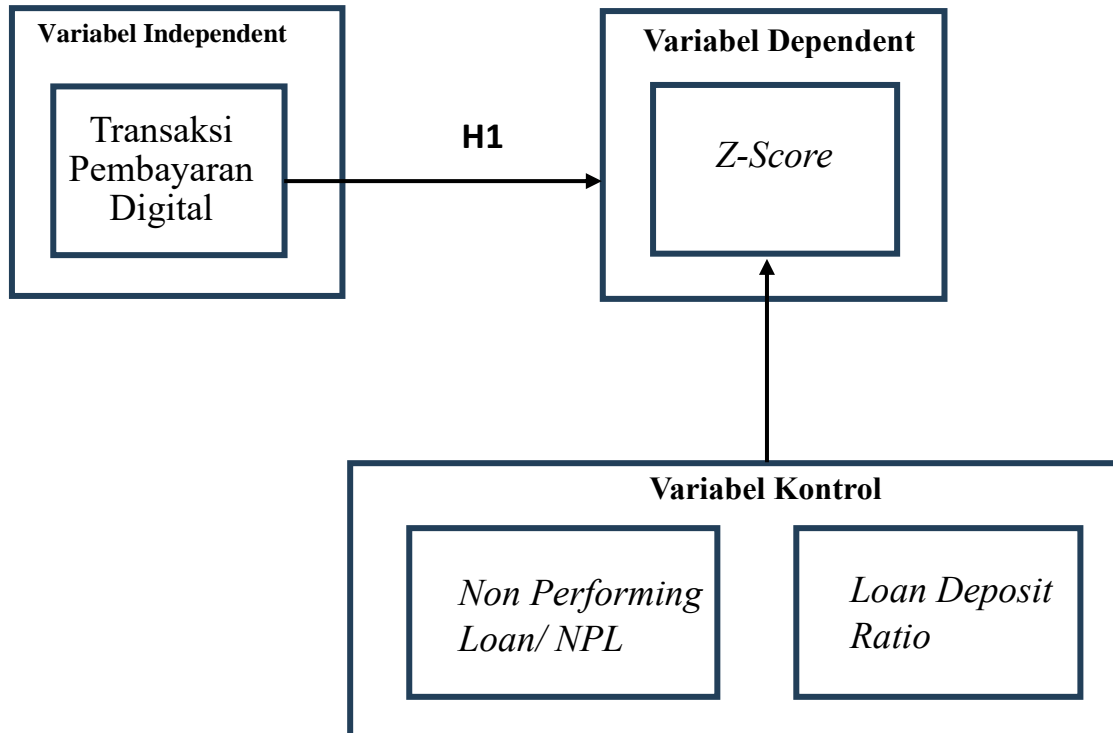 Variabel Independent
Transaksi
Pembayaran
Digital
H1
Variabel Dependent
Z-Score
Variabel Kontrol
Non Performing
Loan/ NPL
Loan Deposit
Ratio